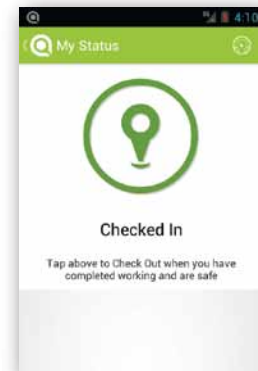 4:10
My Status
Checked In
Tap above to Check Out when you have
completed working and are safe